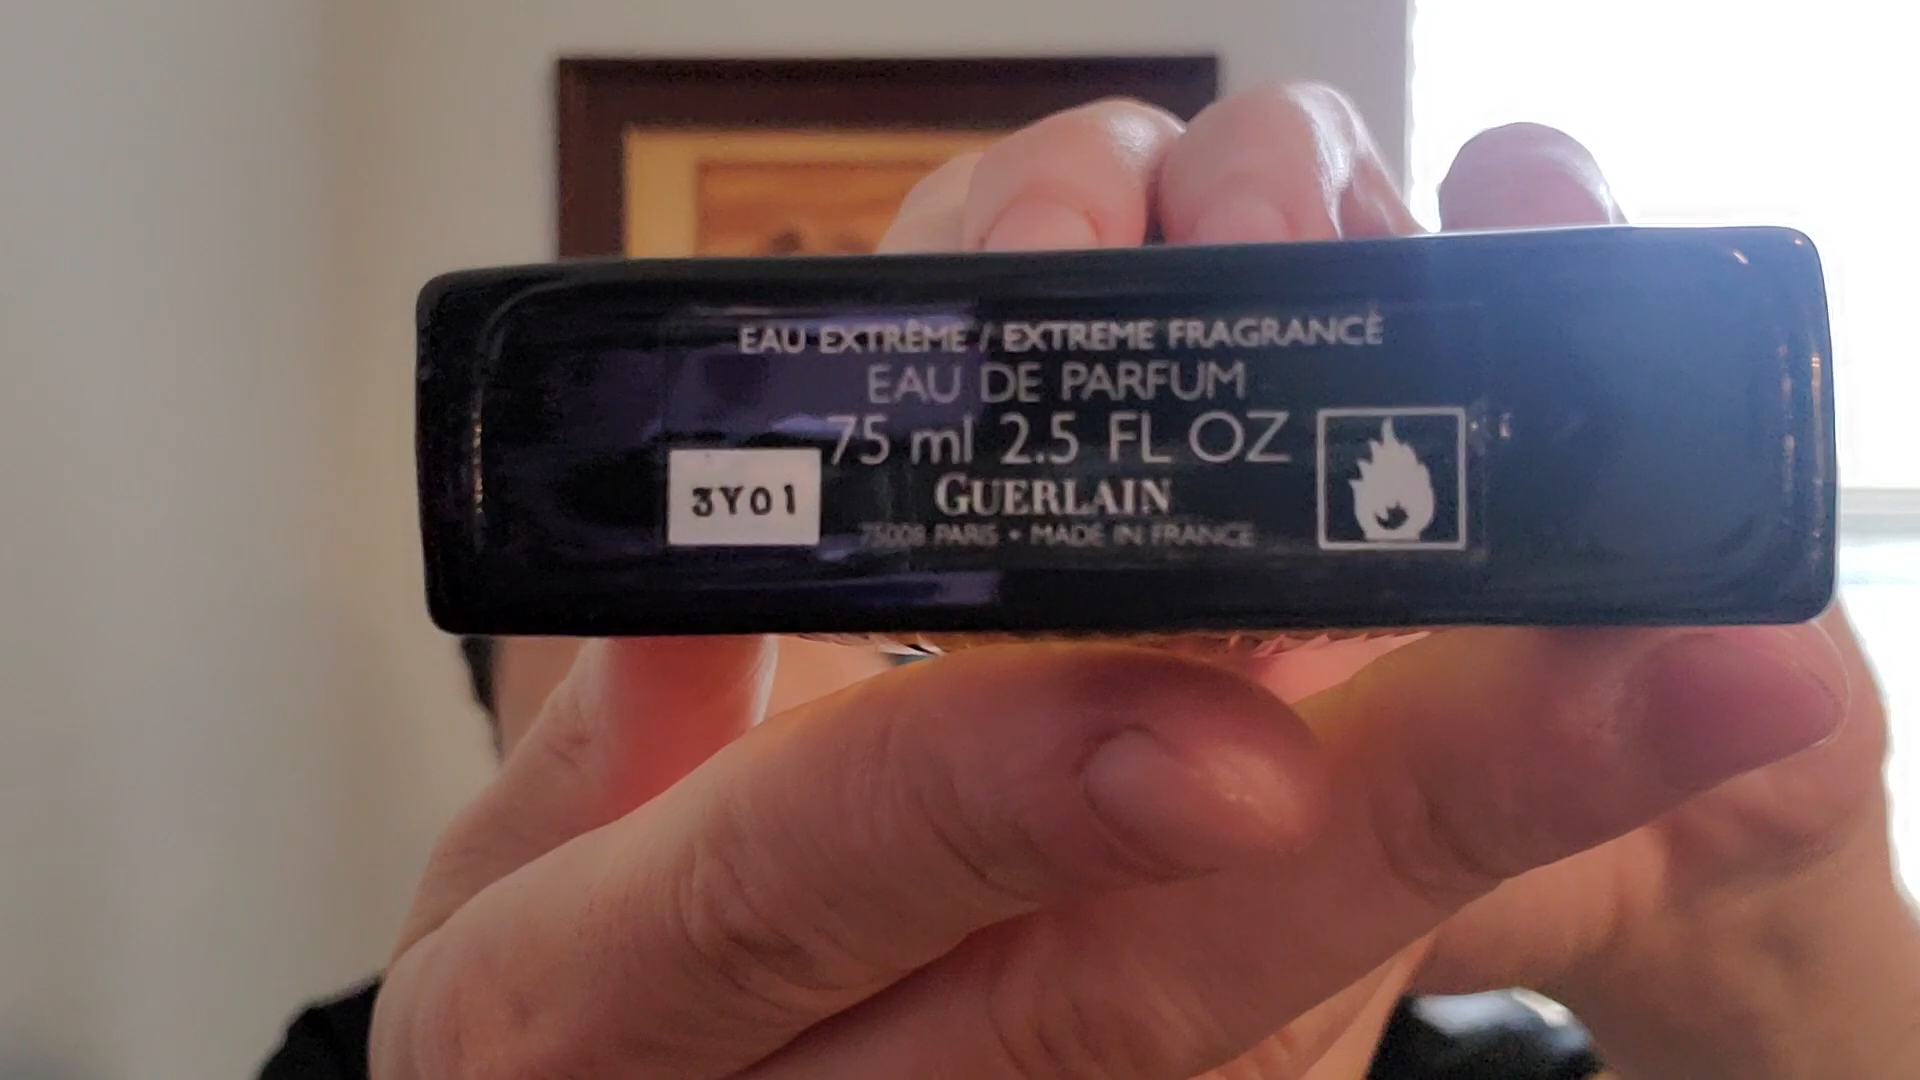 EAU EXTRÊME / EXTREME FRAGRANCE
EAU DE PARFUM
75 ml 2.5 FL OZ
3Y01
GUERLAIN
75008 PARIS • MADE IN FRANCE